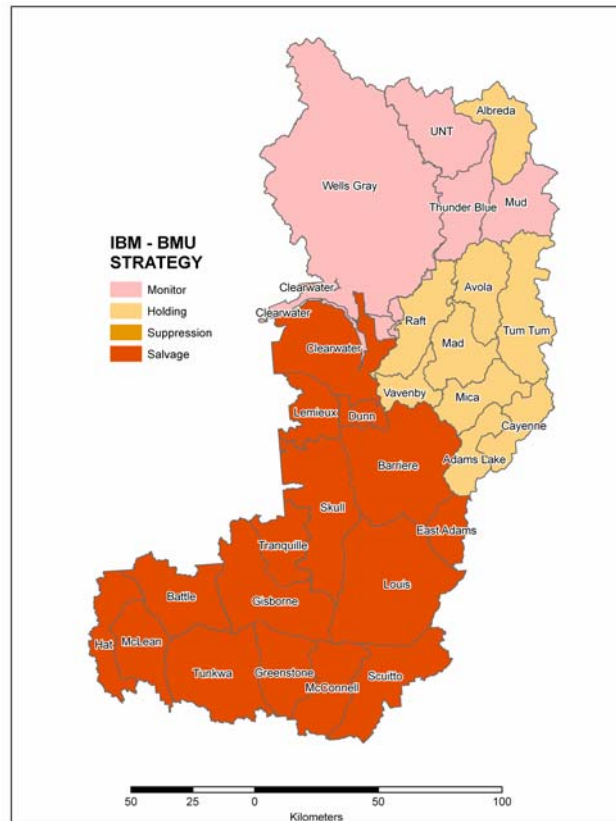 Albreda
UNT
Wells Gray
Thunder Blue
Mud
IBM - BMU
STRATEGY
Monitor
Holding
Suppression
Salvage
Clearwater
Clearwater
Clearwater
Avola
Raft
Tum Tum
Mad
Vavenby
Mica
Lemieux
Dunn
Cayenne
Barriere
Adams Lake
Skull
East Adams
Tranquille
Louis
Battle
Gisborne
Hat
McLean
Tunkwa
Greenstone
McConnell
Scuitto
50 25 0 50 100
Kilometers